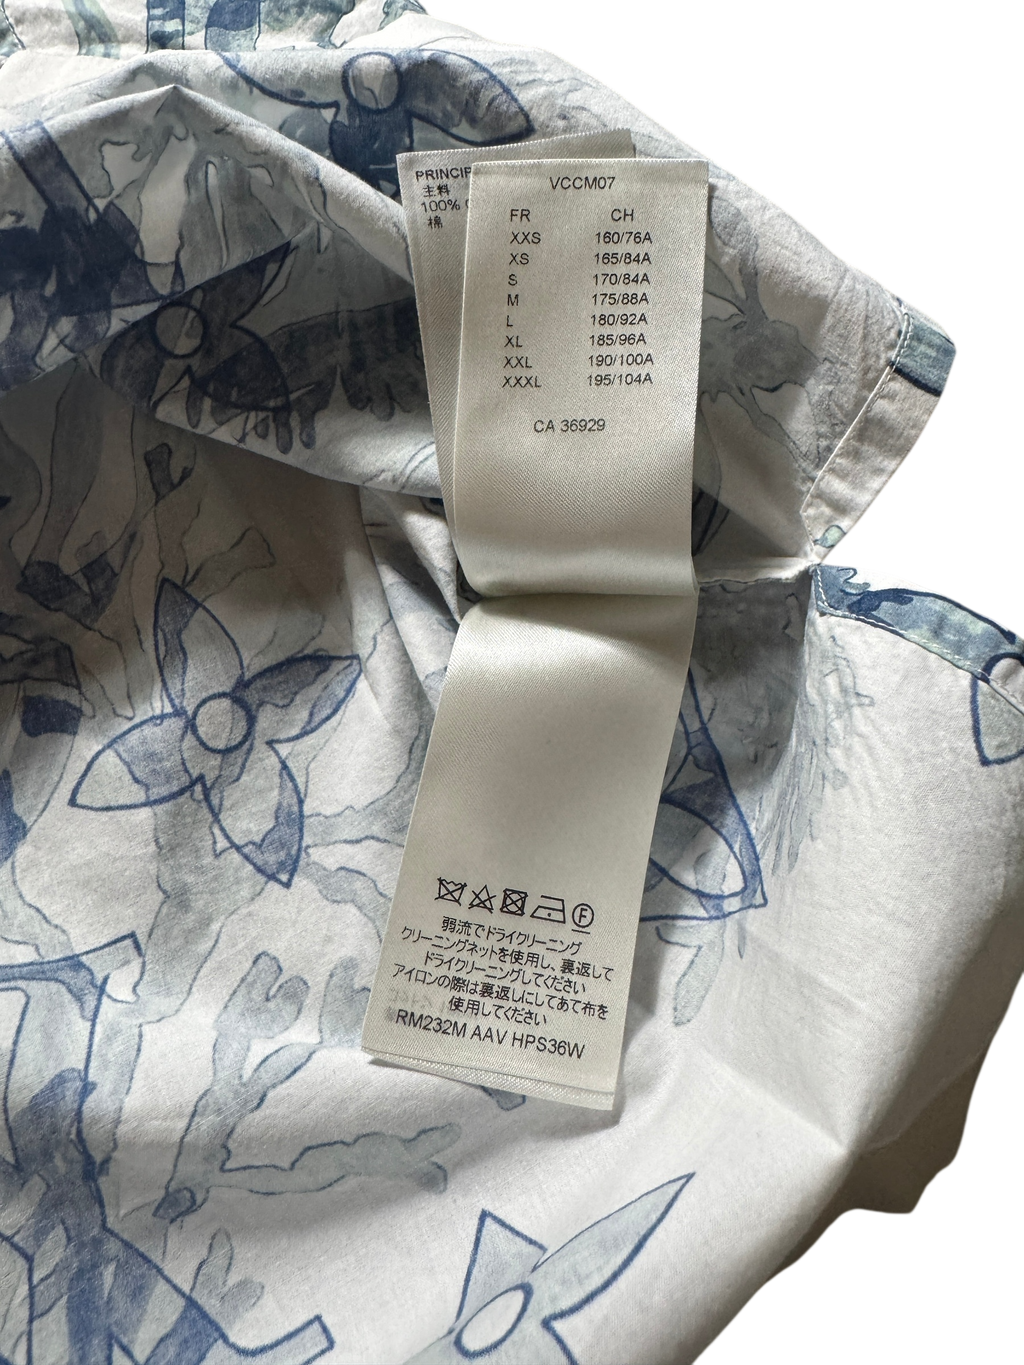 PRINCIP
主料
100%
棉
VCCM07
FR CH
XXS 160/76A
XS 165/84A
S 170/84A
M 175/88A
L 180/92A
XL 185/96A
XXL 190/100A
XXXL 195/104A
CA 36929
F
弱流でドライクリーニング
クリーニングネットを使用し、裏返して
ドライクリーニングしてください
アイロンの際は裏返しにしてあて布を
使用してください
RM232M AAV HPS36W